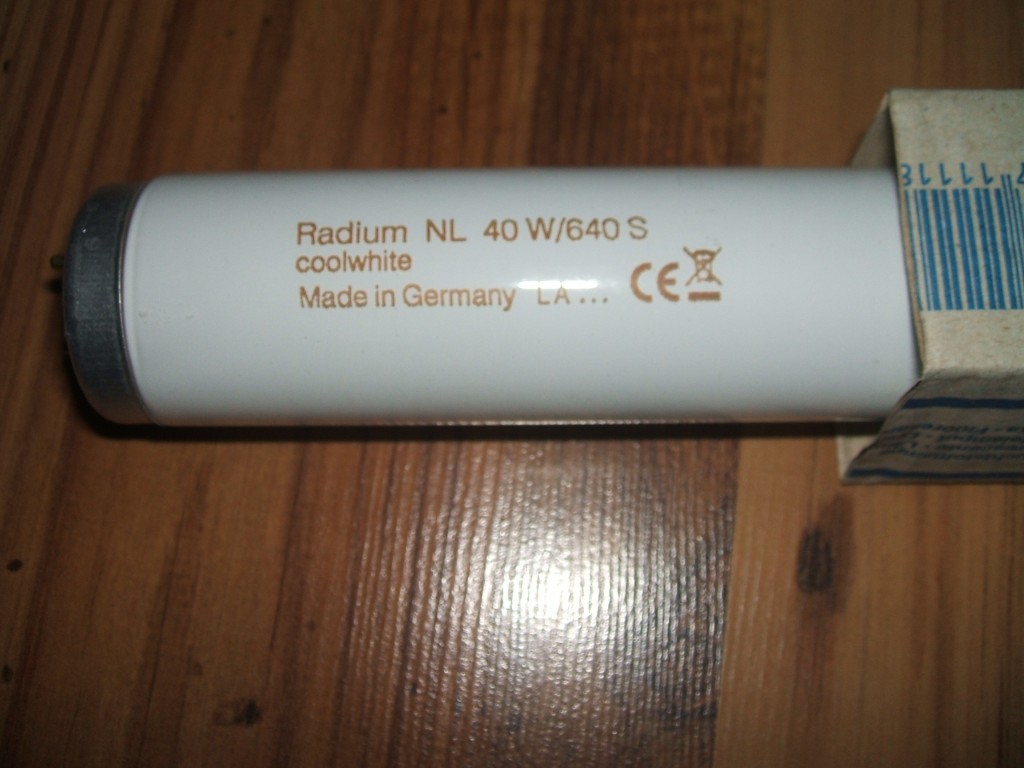 Radium NL 40 W/640 S
coolwhite
Made in Germany LA ...
CE